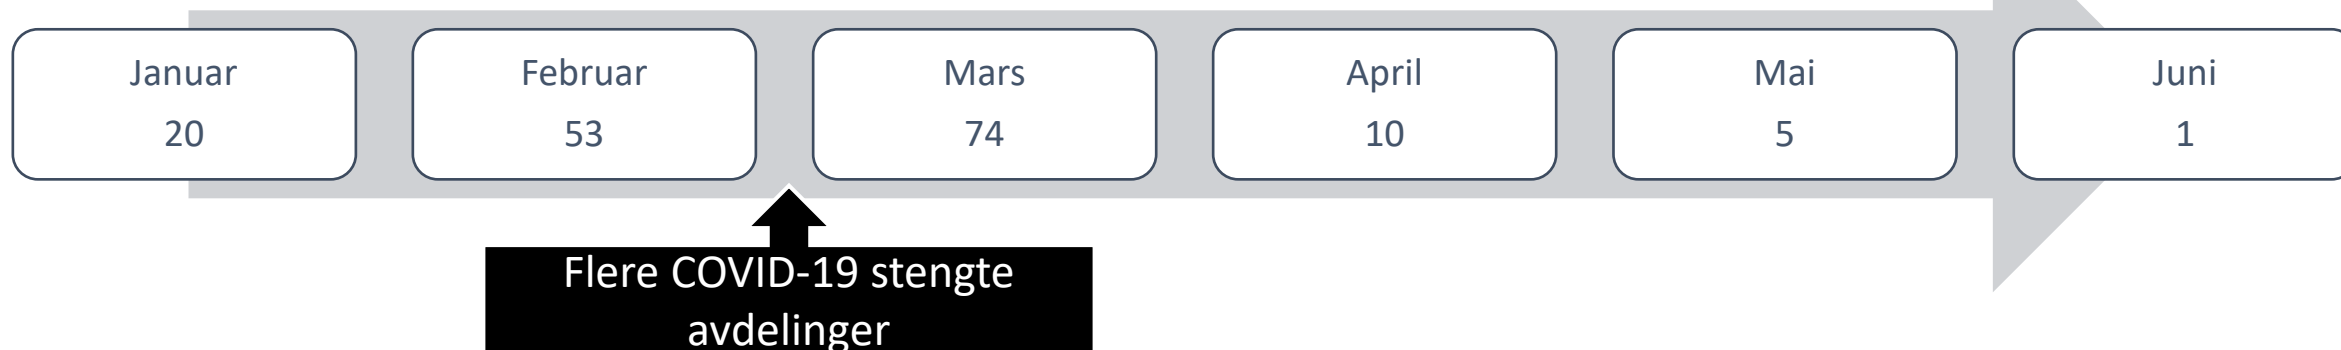 Januar
20
Februar
53
Mars
74
April
10
Mai
5
Juni
1
Flere COVID-19 stengte
avdelinger